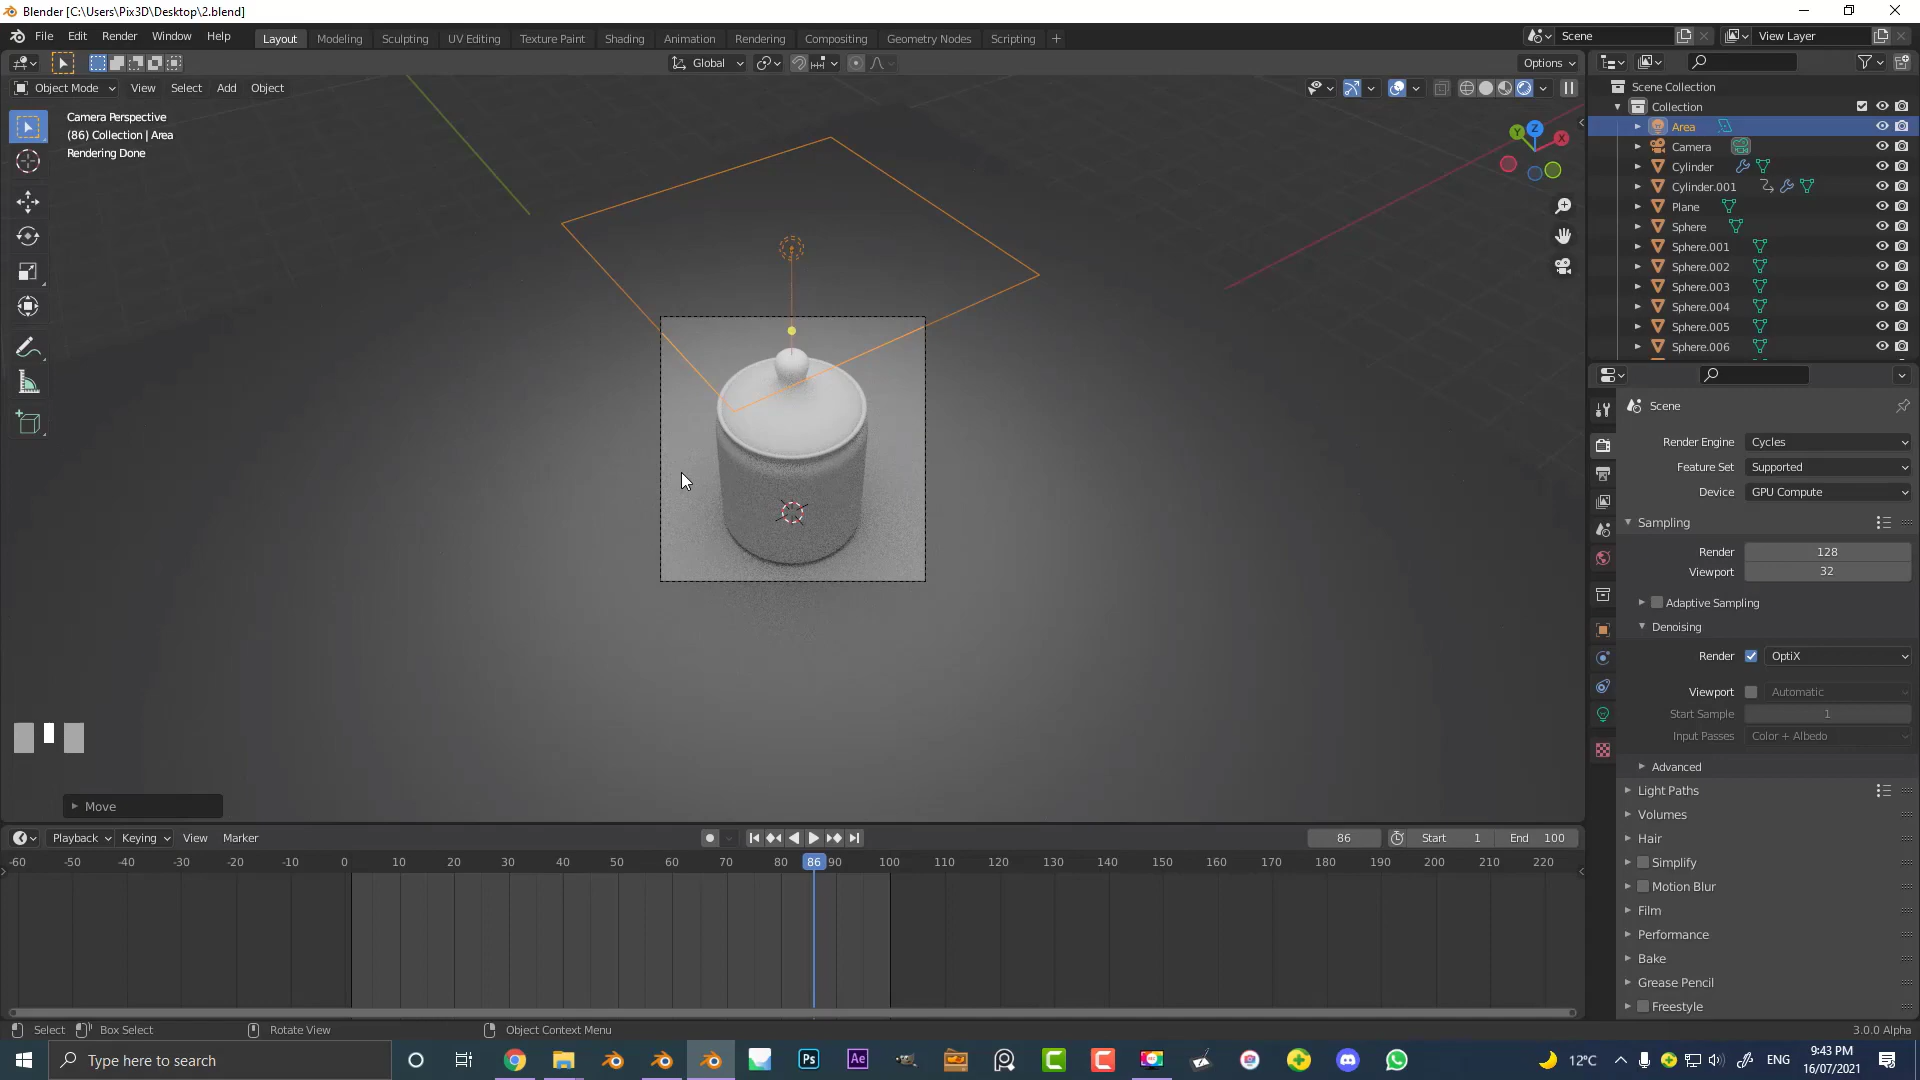 Blender [C:\Users\Pix3D\Desktop\2.blend]
File Edit Render Window Help Layout Modeling Sculpting UV Editing Texture Paint Shading Animation Rendering Compositing Geometry Nodes Scripting + Scene View Layer
Global Options
Object Mode View Select Add Object
Camera Perspective
(86) Collection | Area
Rendering Done
Z
Y
X
Move
Scene Collection
Collection
Area
Camera
Cylinder
Cylinder.001
Plane
Sphere
Sphere.001
Sphere.002
Sphere.003
Sphere.004
Sphere.005
Sphere.006
Scene
Render Engine Cycles
Feature Set Supported
Device GPU Compute
Sampling
Render 128
Viewport 32
Adaptive Sampling
Denoising
Render OptiX
Viewport Automatic
Start Sample 1
Input Passes Color + Albedo
Advanced
Light Paths
Volumes
Hair
Simplify
Motion Blur
Film
Performance
Bake
Grease Pencil
Freestyle
Playback Keying View Marker 86 Start 1 End 100
-60 -50 -40 -30 -20 -10 0 10 20 30 40 50 60 70 80 86 90 100 110 120 130 140 150 160 170 180 190 200 210 220
Select Box Select Rotate View Object Context Menu 3.0.0 Alpha
Type here to search
Ps
Ae
12°C
ENG
9:43 PM
16/07/2021